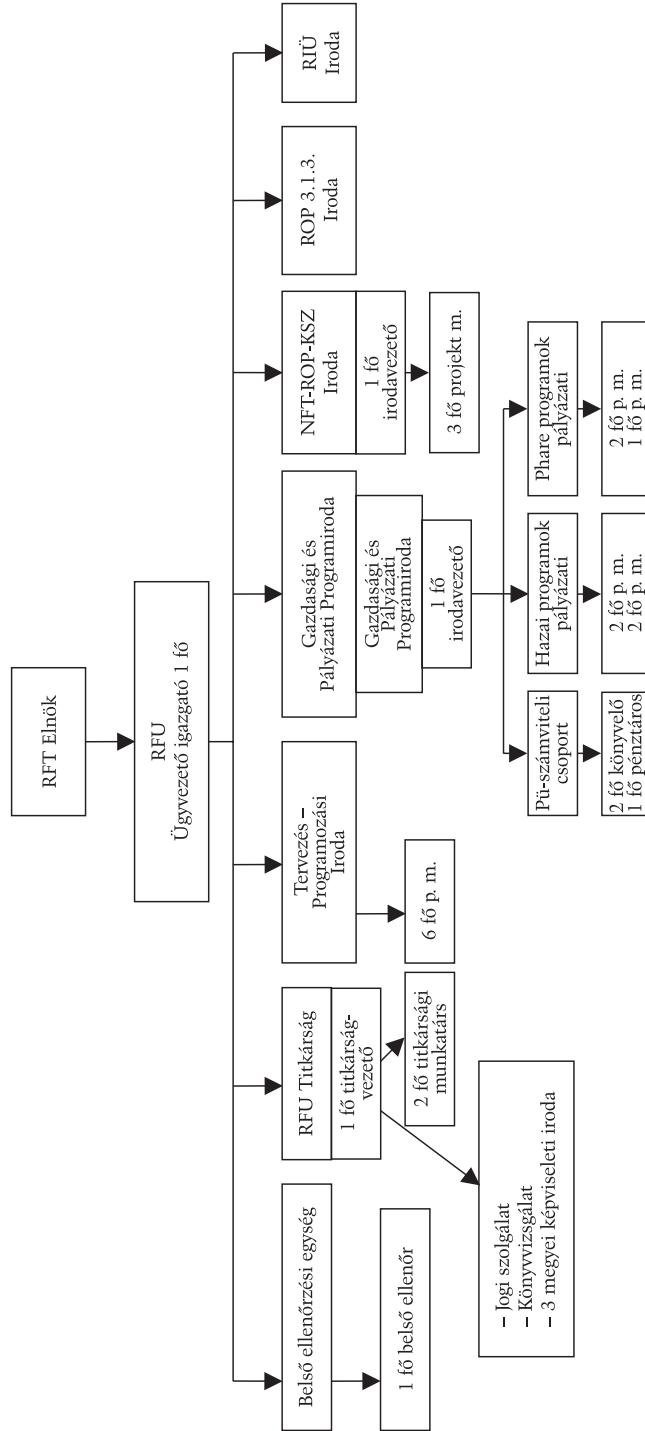 RFT Elnök
RFU
Ügyvezető igazgató 1 fő
Belső ellenőrzési egység
1 fő belső ellenőr
RFU Titkárság
1 fő titkárság-
vezető
2 fő titkársági
munkatárs
– Jogi szolgálat
– Könyvvizsgálat
– 3 megyei képviseleti iroda
Tervezés –
Programozási
Iroda
6 fő p. m.
Gazdasági és
Pályázati Programiroda
Gazdasági és
Pályázati
Programiroda
1 fő
irodavezető
Pü-számviteli
csoport
2 fő könyvelő
1 fő pénztáros
Hazai programok
pályázati
2 fő p. m.
2 fő p. m.
Phare programok
pályázati
2 fő p. m.
1 fő p. m.
NFT-ROP-KSZ
Iroda
1 fő
irodavezető
3 fő projekt m.
ROP 3.1.3.
Iroda
RIÜ
Iroda